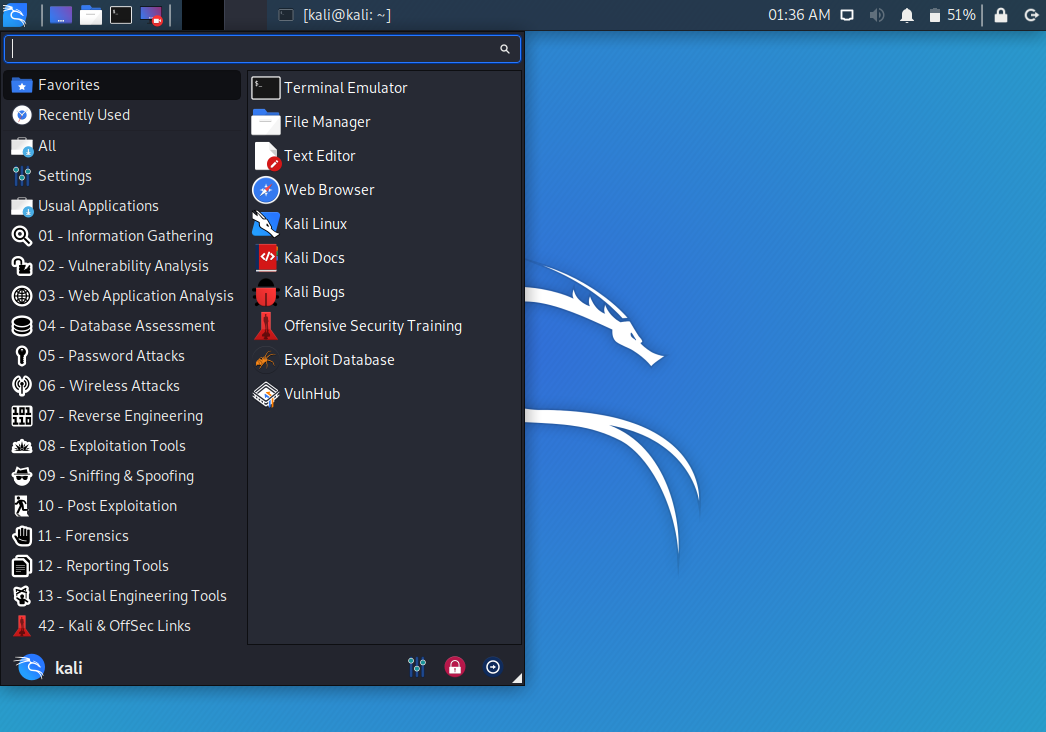 [kali@kali: ~]
01:36 AM
51%
Favorites
Recently Used
All
Settings
Usual Applications
01 - Information Gathering
02 - Vulnerability Analysis
03 - Web Application Analysis
04 - Database Assessment
05 - Password Attacks
06 - Wireless Attacks
07 - Reverse Engineering
08 - Exploitation Tools
09 - Sniffing & Spoofing
10 - Post Exploitation
11 - Forensics
12 - Reporting Tools
13 - Social Engineering Tools
42 - Kali & OffSec Links
Terminal Emulator
File Manager
Text Editor
Web Browser
Kali Linux
Kali Docs
Kali Bugs
Offensive Security Training
Exploit Database
VulnHub
kali